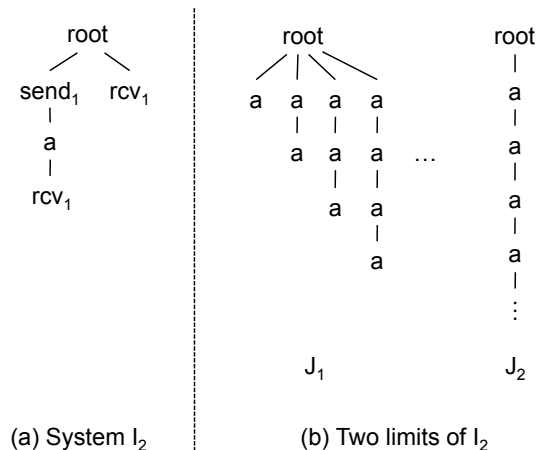 root
send₁ rcv₁
a
rcv₁
(a) System I₂
root root
a a a a a
a a a … a
a a a
a a
⋮
J₁ J₂
(b) Two limits of I₂